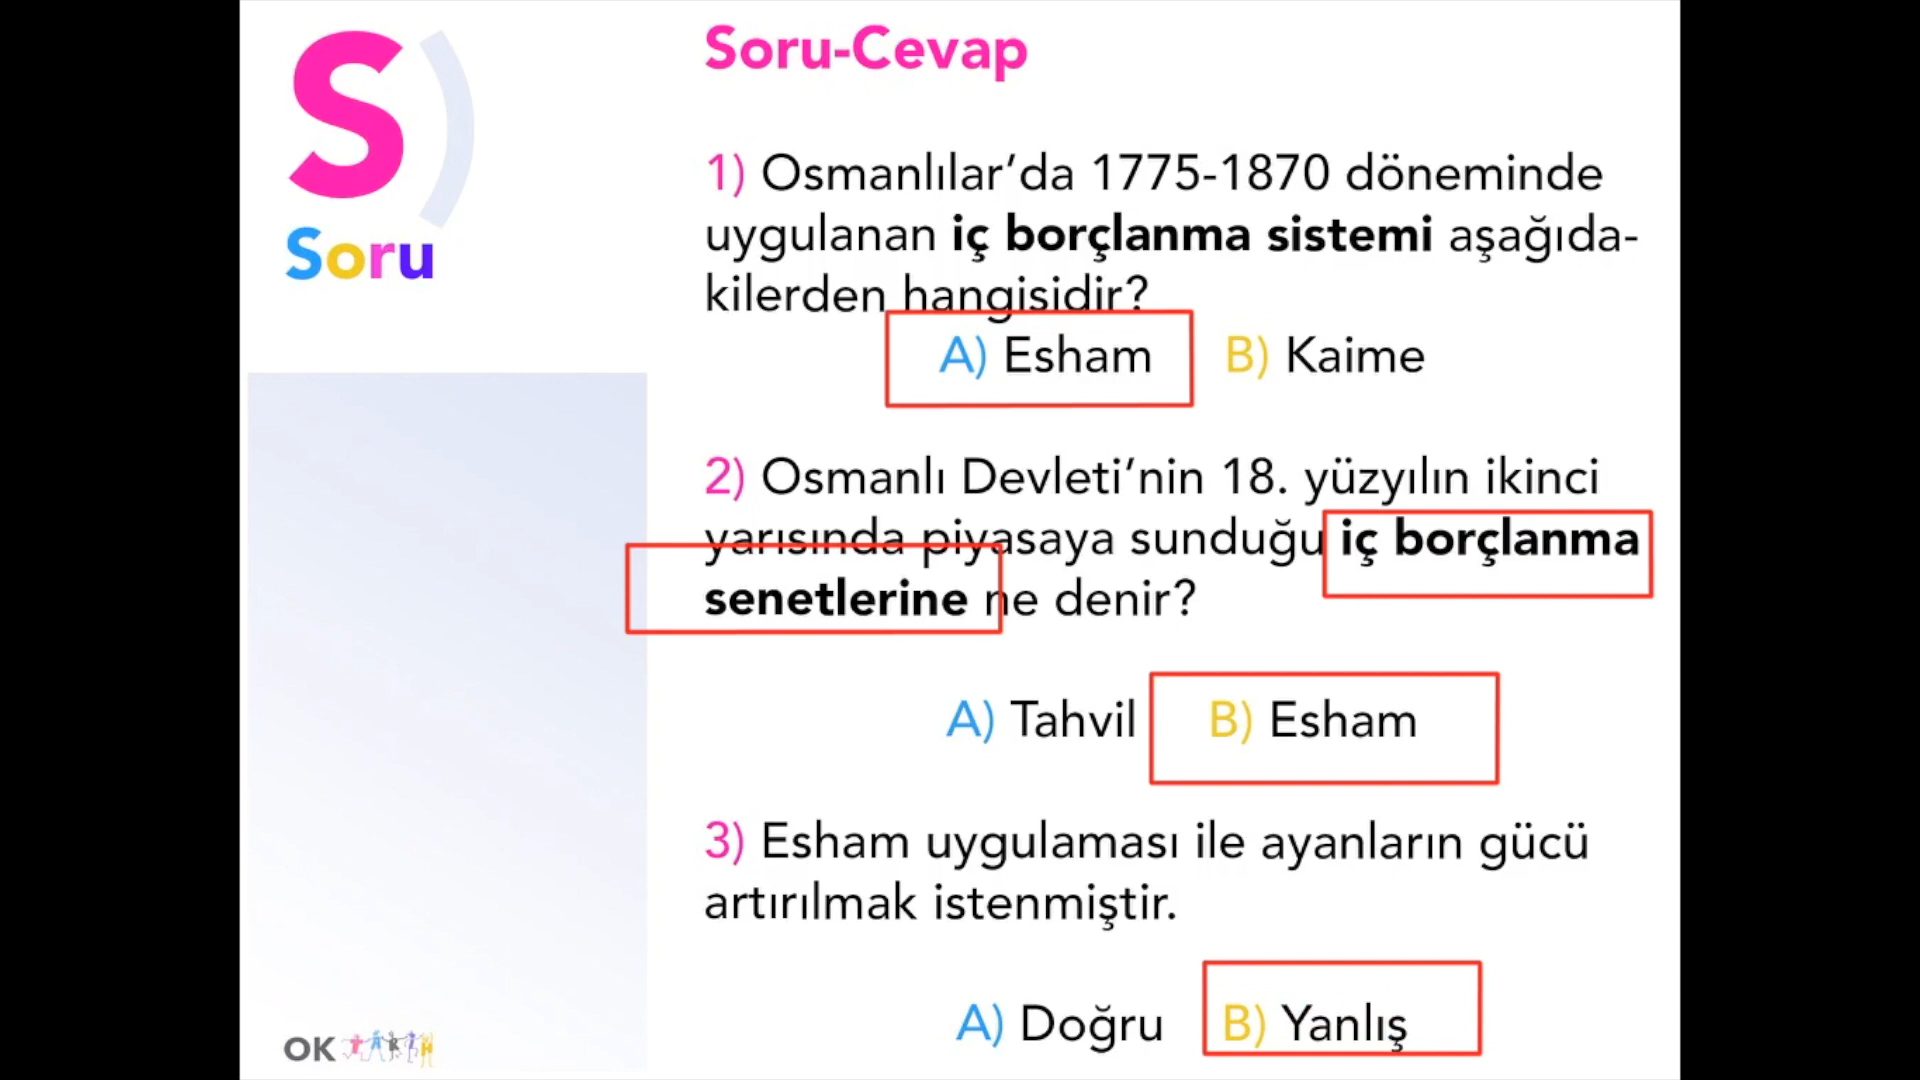 S)
Soru
Soru-Cevap
1) Osmanlılar’da 1775-1870 döneminde
uygulanan iç borçlanma sistemi aşağıda-
kilerden hangisidir?
A) Esham B) Kaime
2) Osmanlı Devleti’nin 18. yüzyılın ikinci
yarısında piyasaya sunduğu iç borçlanma
senetlerine ne denir?
A) Tahvil B) Esham
3) Esham uygulaması ile ayanların gücü
artırılmak istenmiştir.
A) Doğru B) Yanlış
OK TARİH